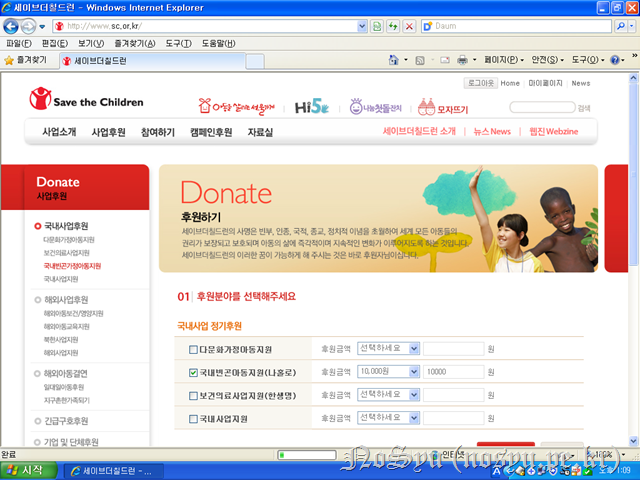 세이브더칠드런 - Windows Internet Explorer
http://www.sc.or.kr/
Daum
파일(F) 편집(E) 보기(V) 즐겨찾기(A) 도구(T) 도움말(H)
즐겨찾기 세이브더칠드런 페이지(P) 안전(S) 도구(O)
로그아웃 Home 마이페이지 News
Save the Children Hi5 나눔첫돌잔치 모자뜨기 검색
사업소개 사업후원 참여하기 캠페인후원 자료실 세이브더칠드런 소개 뉴스 News 웹진 Webzine
Donate
사업후원
국내사업후원
다문화가정아동지원
보건의료사업지원
국내빈곤가정아동지원
국내사업지원
해외사업후원
해외아동보건/영양지원
해외아동교육지원
북한사업지원
해외사업지원
해외아동결연
일대일아동후원
지구촌한가족되기
긴급구호후원
기업 및 단체후원
Donate
후원하기
세이브더칠드런의 사명은 빈부, 인종, 국적, 종교, 정치적 이념을 초월하여 세계 모든 아동들의
권리가 보장되고 보호되며 아동의 삶에 즉각적이며 지속적인 변화가 이루어지도록 하는 것입니다.
세이브더칠드런의 이러한 꿈이 가능하게 해 주시는 것은 바로 후원자님이십니다.
01 후원분야를 선택해주세요
국내사업 정기후원
다문화가정아동지원 후원금액 선택하세요 원
국내빈곤아동지원(나홀로) 후원금액 10,000원 10000 원
보건의료사업지원(한생명) 후원금액 선택하세요 원
국내사업지원 후원금액 선택하세요 원
완료 인터넷 100%
NoSyu (nosyu.pe.kr)
시작 세이브더칠드런 - ... 오후 1:09